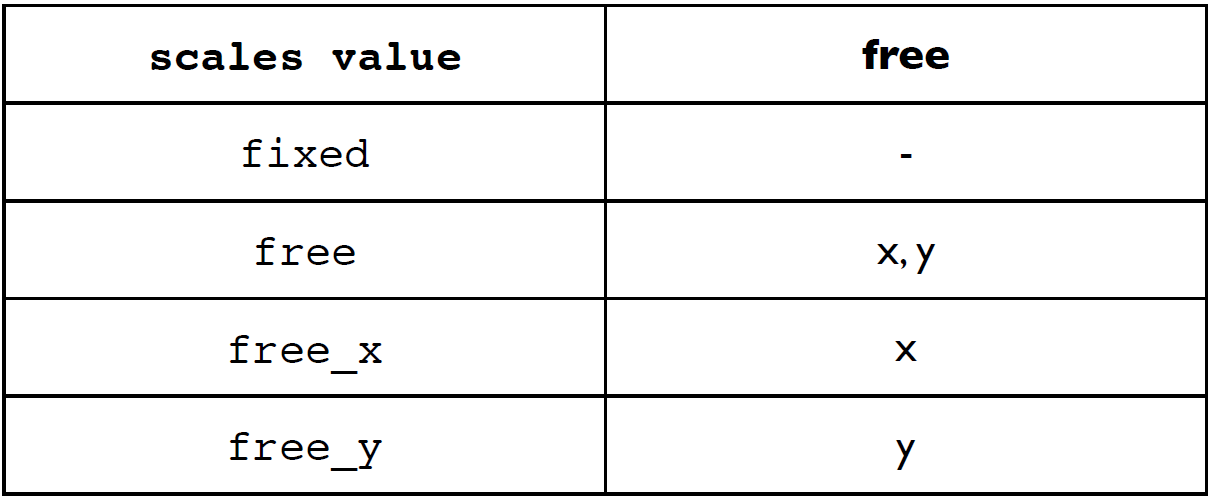 scales value free
fixed -
free x, y
free_x x
free_y y